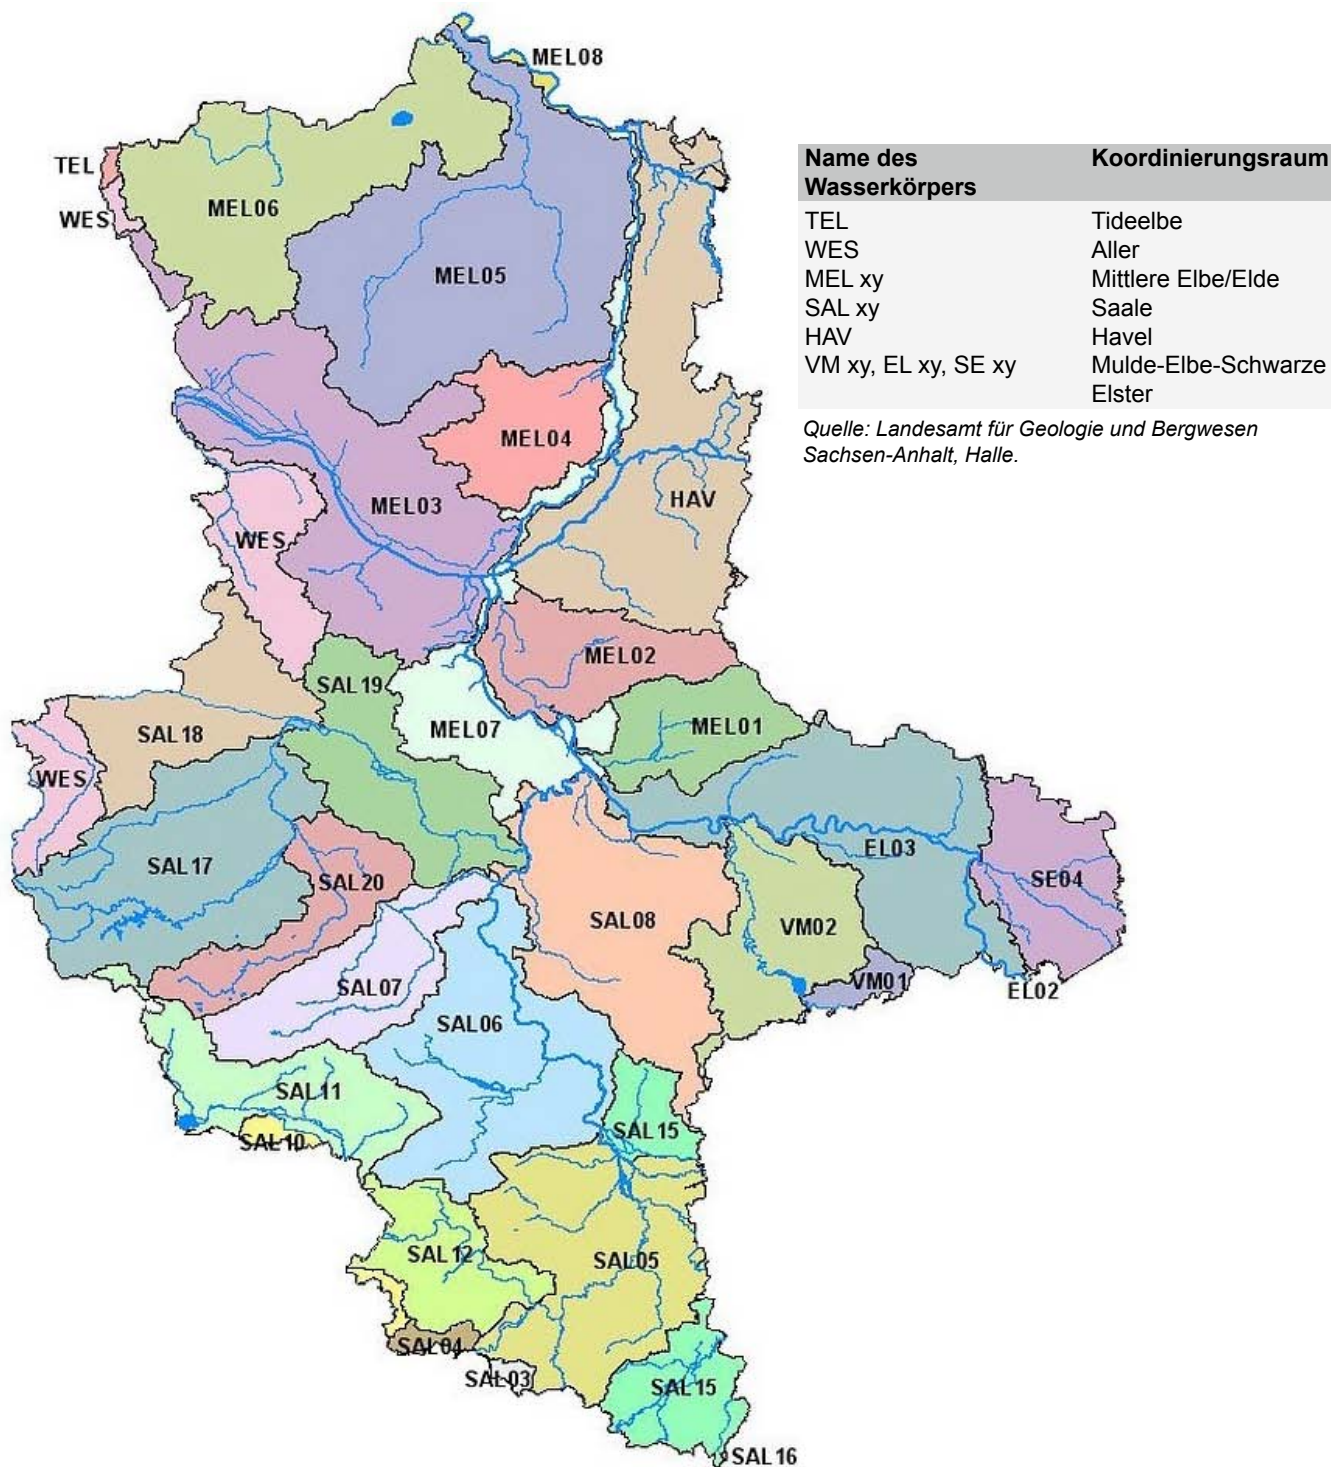 MEL08
TEL
WES
MEL06
MEL05
MEL04
MEL03
HAV
WES
MEL02
SAL19
MEL07
MEL01
SAL18
WES
SAL17
SAL20
EL03
SE04
SAL08
VM02
VM01
EL02
SAL07
SAL06
SAL11
SAL10
SAL15
SAL12
SAL05
SAL04
SAL03
SAL15
SAL16
Name des Koordinierungsraum
Wasserkörpers
TEL Tideelbe
WES Aller
MEL xy Mittlere Elbe/Elde
SAL xy Saale
HAV Havel
VM xy, EL xy, SE xy Mulde-Elbe-Schwarze
Elster
Quelle: Landesamt für Geologie und Bergwesen
Sachsen-Anhalt, Halle.